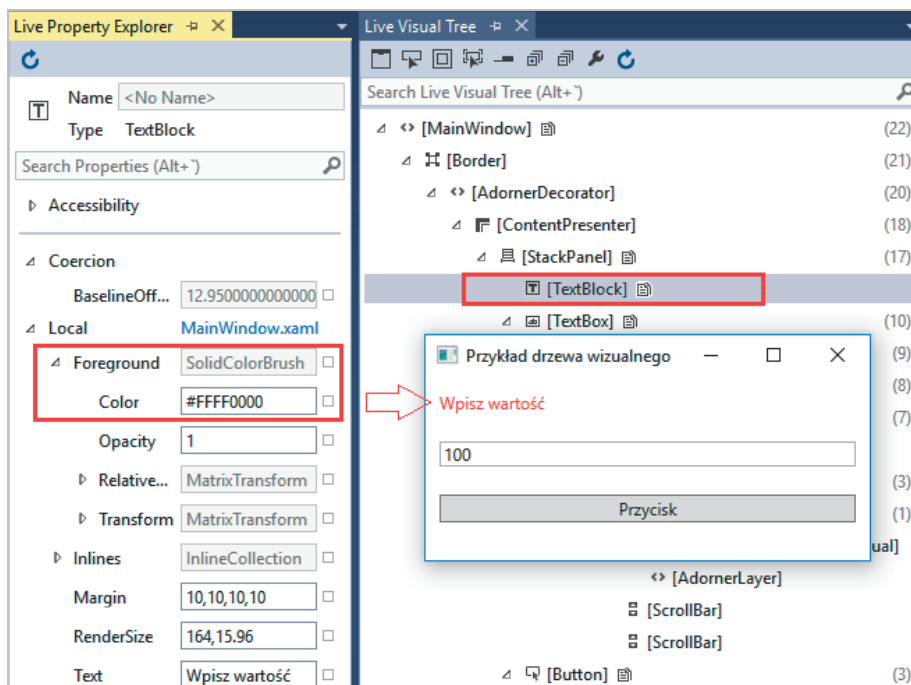 Live Property Explorer
Name <No Name>
Type TextBlock
Search Properties (Alt+`)
Accessibility
Coercion
BaselineOff... 12.9500000000000
Local MainWindow.xaml
Foreground SolidColorBrush
Color #FFFF0000
Opacity 1
Relative... MatrixTransform
Transform MatrixTransform
Inlines InlineCollection
Margin 10,10,10,10
RenderSize 164,15.96
Text Wpisz wartość
Live Visual Tree
Search Live Visual Tree (Alt+`)
[MainWindow] (22)
[Border] (21)
[AdornerDecorator] (20)
[ContentPresenter] (18)
[StackPanel] (17)
[TextBlock]
[TextBox] (10)
(9)
(8)
(7)
(3)
(1)
ual]
[AdornerLayer]
[ScrollBar]
[ScrollBar]
[Button] (3)
Przykład drzewa wizualnego
Wpisz wartość
100
Przycisk